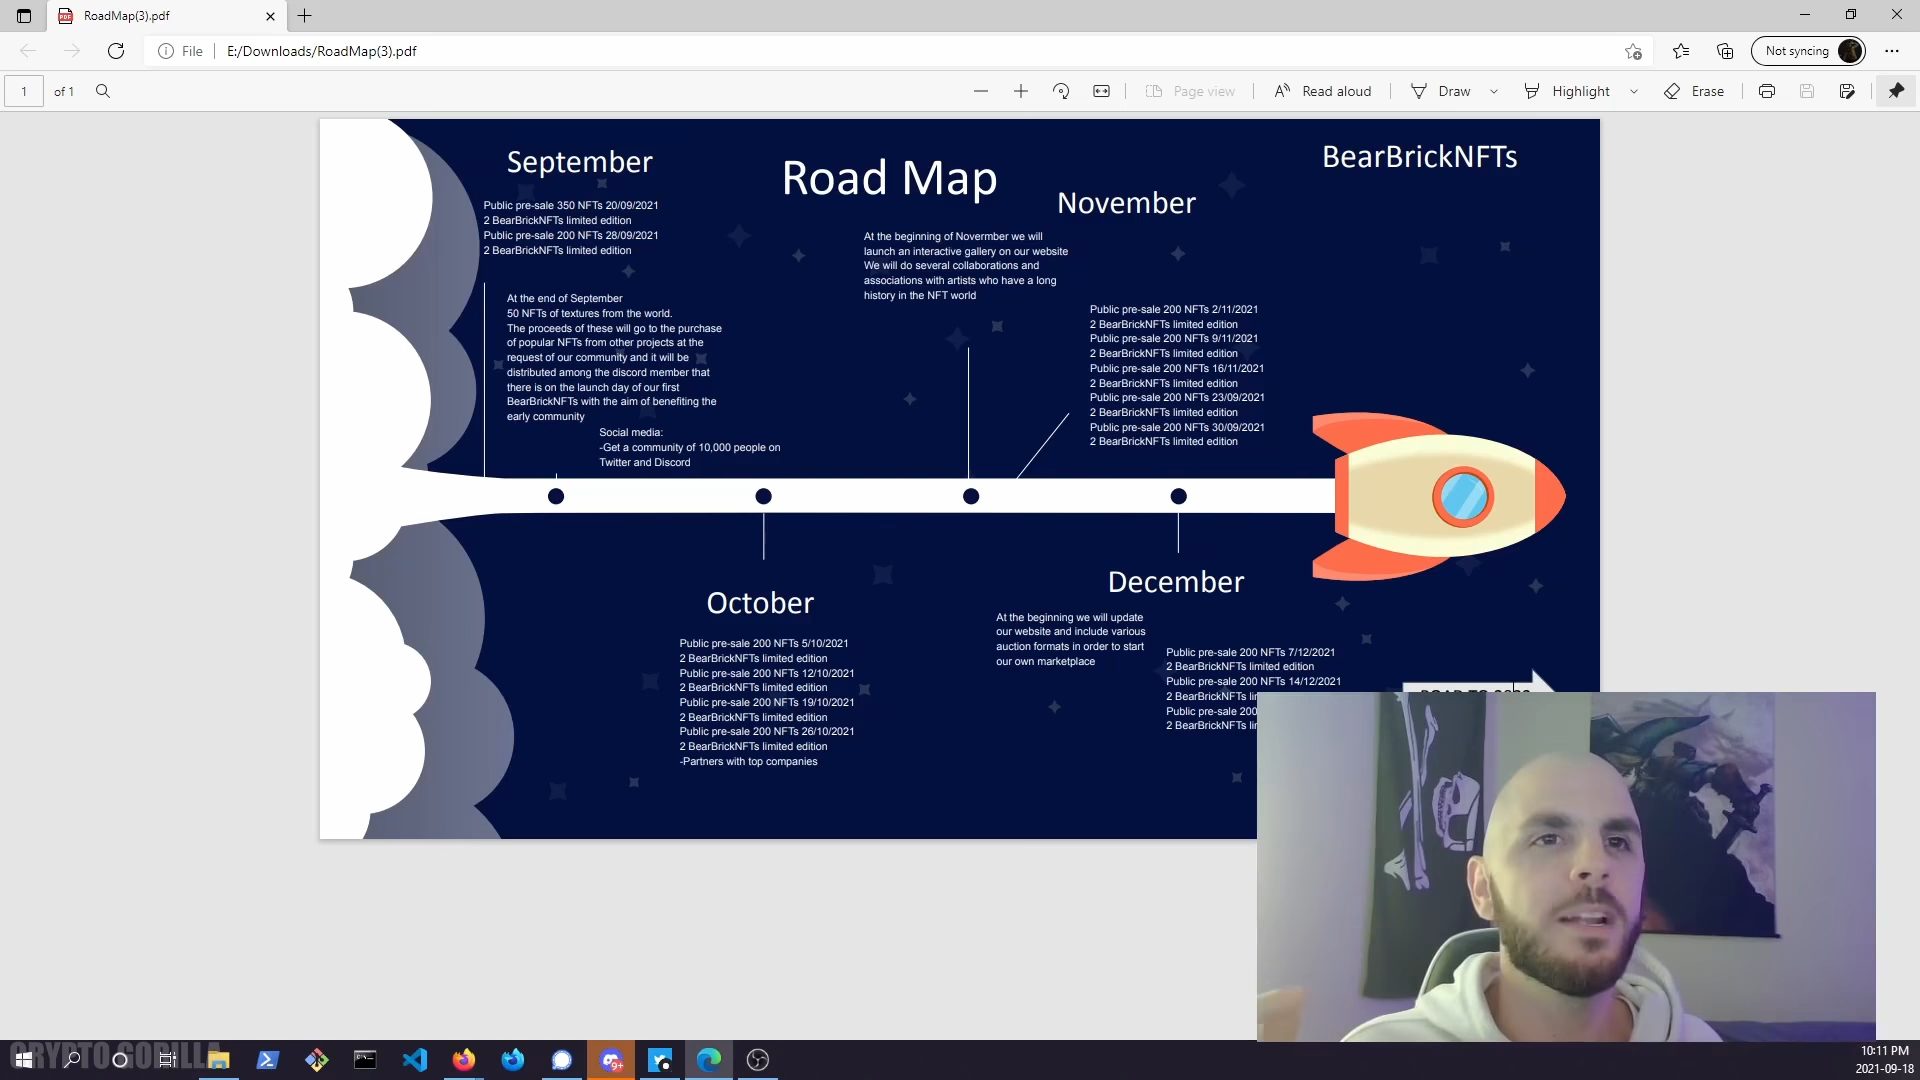 RoadMap(3).pdf
File
E:/Downloads/RoadMap(3).pdf
Not syncing
1
of 1
Page view
Read aloud
Draw
Highlight
Erase
September
Public pre-sale 350 NFTs 20/09/2021
2 BearBrickNFTs limited edition
Public pre-sale 200 NFTs 28/09/2021
2 BearBrickNFTs limited edition
At the end of September
50 NFTs of textures from the world.
The proceeds of these will go to the purchase
of popular NFTs from other projects at the
request of our community and it will be
distributed among the discord member that
there is on the launch day of our first
BearBrickNFTs with the aim of benefiting the
early community
Social media:
-Get a community of 10,000 people on
Twitter and Discord
Road Map
BearBrickNFTs
November
At the beginning of Novermber we will
launch an interactive gallery on our website
We will do several collaborations and
associations with artists who have a long
history in the NFT world
Public pre-sale 200 NFTs 2/11/2021
2 BearBrickNFTs limited edition
Public pre-sale 200 NFTs 9/11/2021
2 BearBrickNFTs limited edition
Public pre-sale 200 NFTs 16/11/2021
2 BearBrickNFTs limited edition
Public pre-sale 200 NFTs 23/09/2021
2 BearBrickNFTs limited edition
Public pre-sale 200 NFTs 30/09/2021
2 BearBrickNFTs limited edition
October
Public pre-sale 200 NFTs 5/10/2021
2 BearBrickNFTs limited edition
Public pre-sale 200 NFTs 12/10/2021
2 BearBrickNFTs limited edition
Public pre-sale 200 NFTs 19/10/2021
2 BearBrickNFTs limited edition
Public pre-sale 200 NFTs 26/10/2021
2 BearBrickNFTs limited edition
-Partners with top companies
December
At the beginning we will update
our website and include various
auction formats in order to start
our own marketplace
Public pre-sale 200 NFTs 7/12/2021
2 BearBrickNFTs limited edition
Public pre-sale 200 NFTs 14/12/2021
2 BearBrickNFTs
Public pre-sale 200
2 BearBrickNFTs
ROAD TO
CRYPTO GORILLA
9+
10:11 PM
2021-09-18